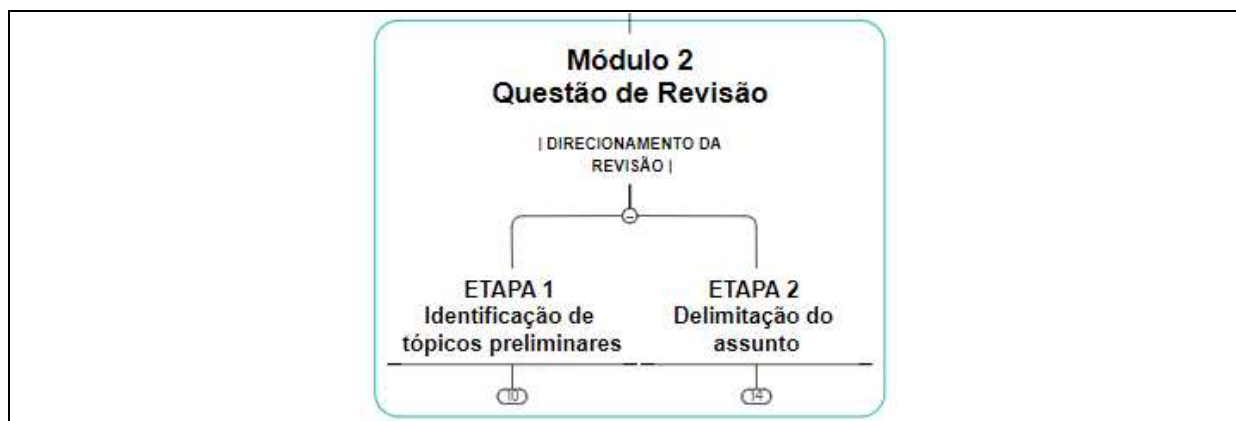 Módulo 2
Questão de Revisão
| DIRECIONAMENTO DA
REVISÃO |
ETAPA 1
Identificação de
tópicos preliminares
ETAPA 2
Delimitação do
assunto
10
14